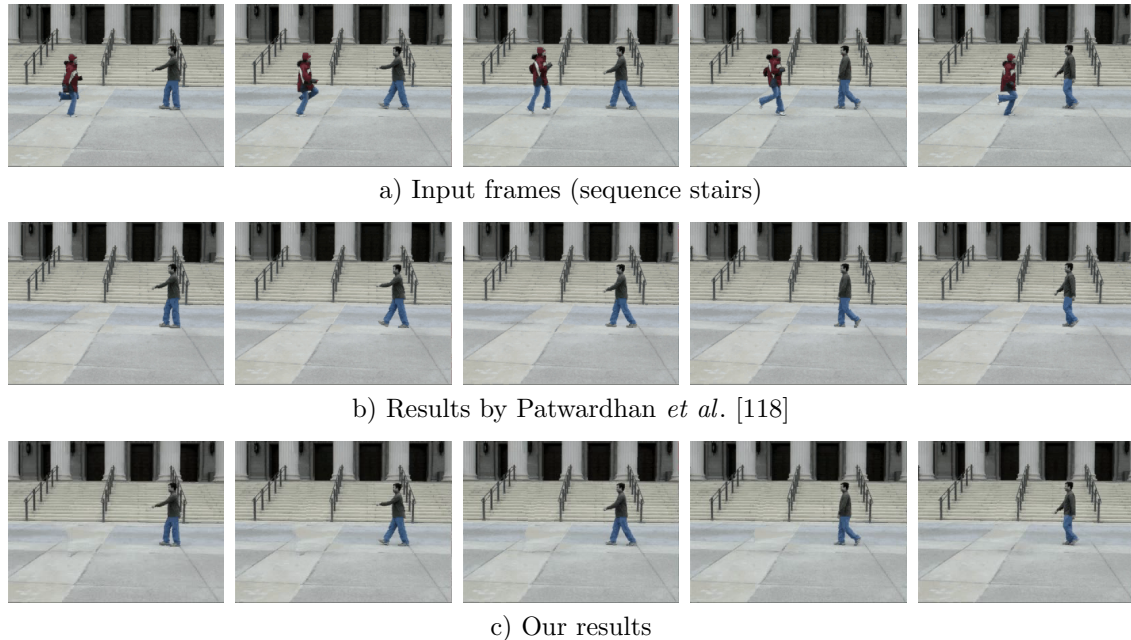 a) Input frames (sequence stairs)
b) Results by Patwardhan et al. [118]
c) Our results